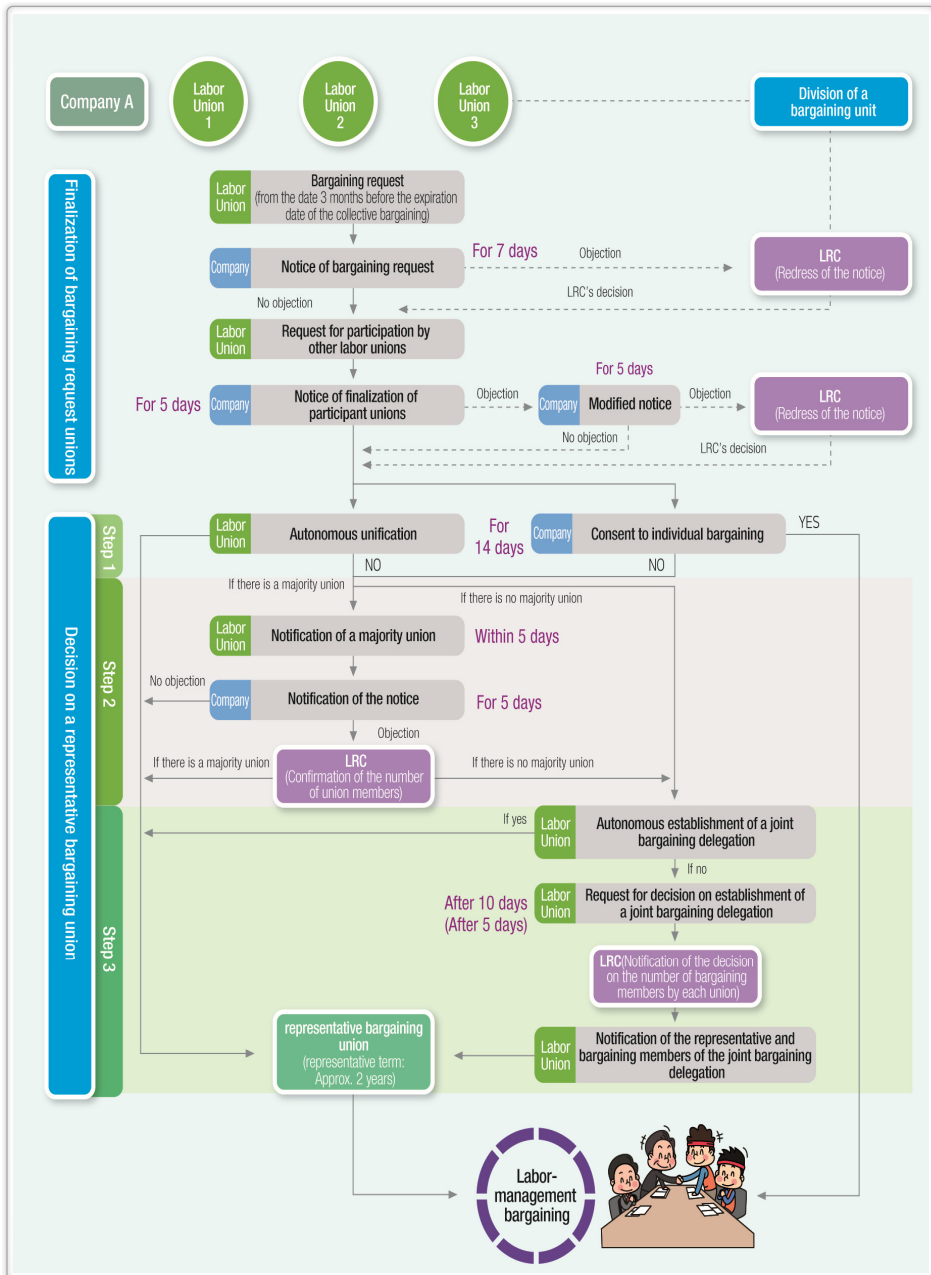 Company A
Labor
Union
1
Labor
Union
2
Labor
Union
3
Division of a
bargaining unit
Finalization of bargaining request unions
Labor
Union
Bargaining request
(from the date 3 months before the expiration
date of the collective bargaining)
Company
Notice of bargaining request
For 7 days
Objection
LRC
(Redress of the notice)
LRC's decision
No objection
Labor
Union
Request for participation by
other labor unions
For 5 days
Company
Notice of finalization of
participant unions
Objection
For 5 days
Company
Modified notice
Objection
LRC
(Redress of the notice)
No objection
LRC's decision
Decision on a representative bargaining union
Step 1
Labor
Union
Autonomous unification
For
14 days
Company
Consent to individual bargaining
YES
NO
NO
Step 2
If there is a majority union
If there is no majority union
Labor
Union
Notification of a majority union
Within 5 days
No objection
Company
Notification of the notice
For 5 days
Objection
If there is a majority union
LRC
(Confirmation of the number
of union members)
If there is no majority union
Step 3
If yes
Labor
Union
Autonomous establishment of a joint
bargaining delegation
If no
After 10 days
(After 5 days)
Labor
Union
Request for decision on establishment of
a joint bargaining delegation
LRC(Notification of the decision
on the number of bargaining
members by each union)
representative bargaining
union
(representative term:
Approx. 2 years)
Labor
Union
Notification of the representative and
bargaining members of the joint bargaining
delegation
Labor-
management
bargaining